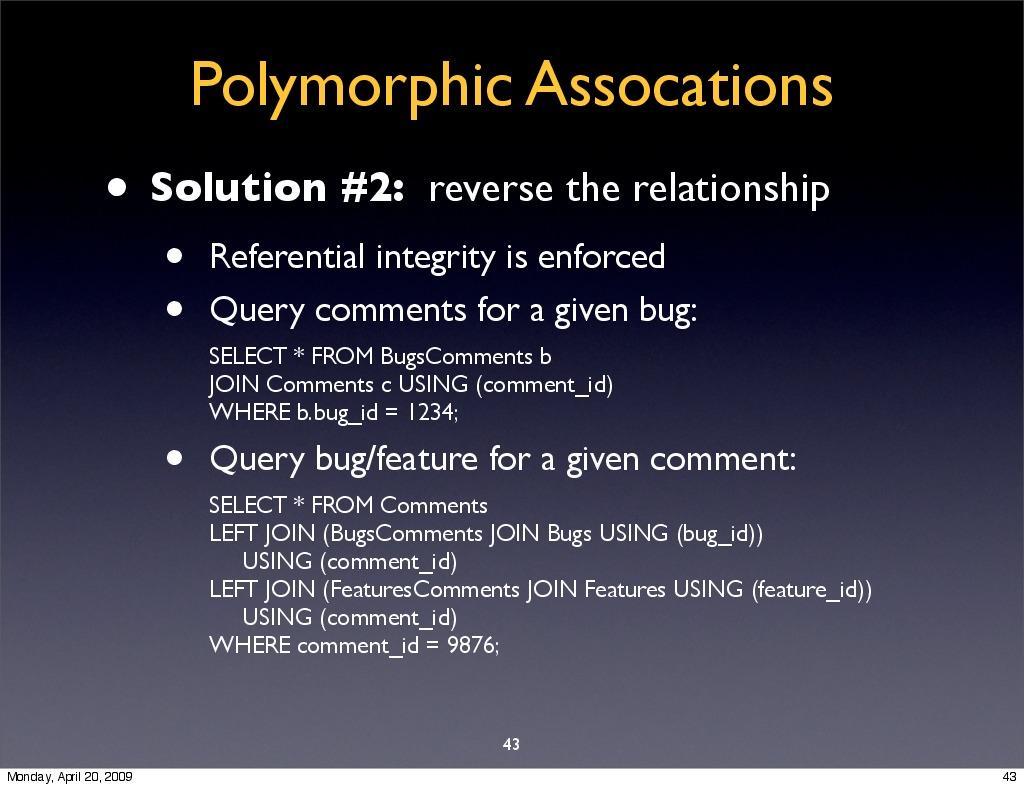 Polymorphic Assocations
• Solution #2: reverse the relationship
• Referential integrity is enforced
• Query comments for a given bug:
SELECT * FROM BugsComments b
JOIN Comments c USING (comment_id)
WHERE b.bug_id = 1234;
• Query bug/feature for a given comment:
SELECT * FROM Comments
LEFT JOIN (BugsComments JOIN Bugs USING (bug_id))
USING (comment_id)
LEFT JOIN (FeaturesComments JOIN Features USING (feature_id))
USING (comment_id)
WHERE comment_id = 9876;
43
Monday, April 20, 2009 43